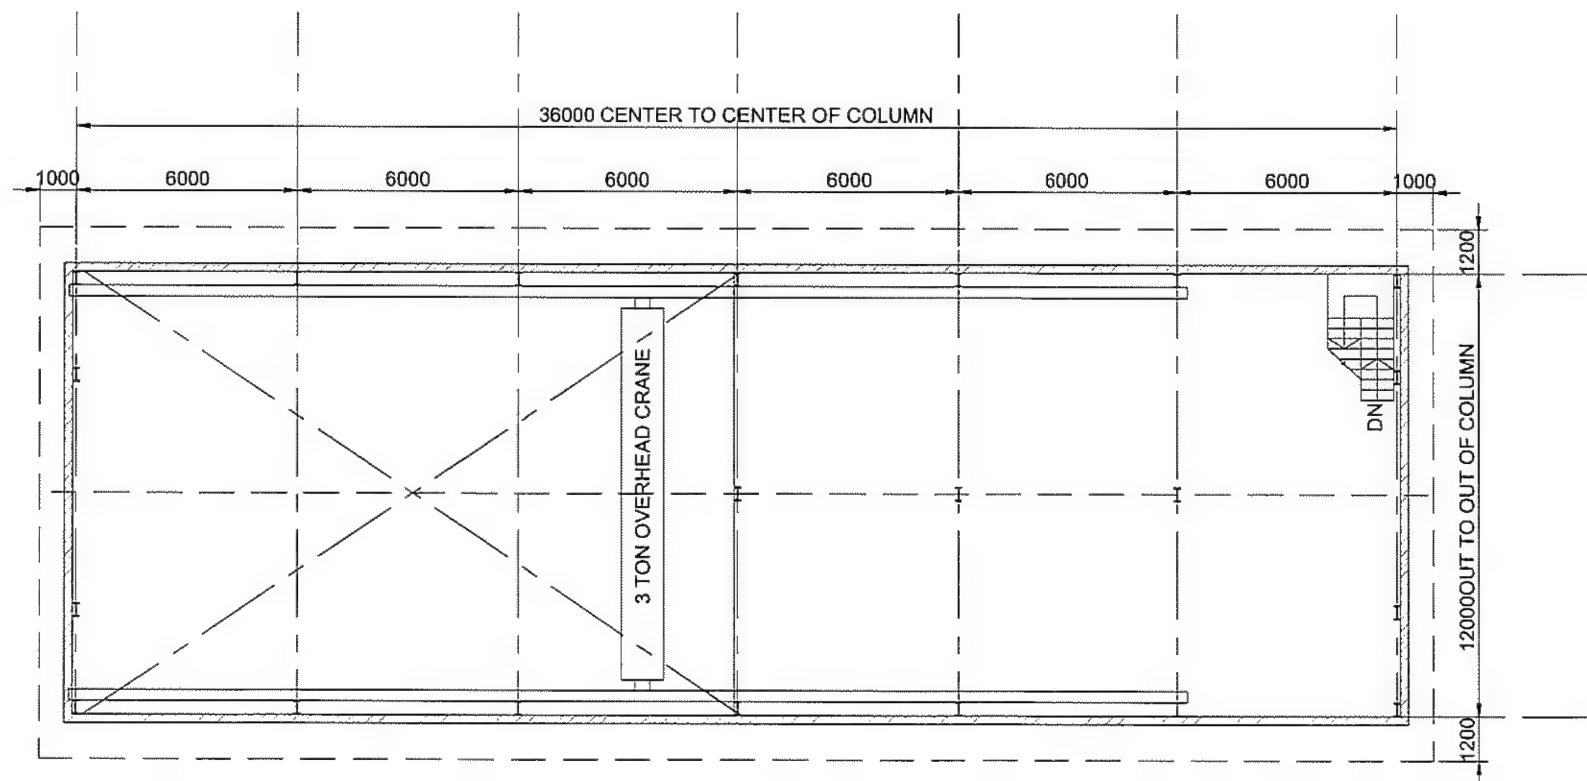 36000 CENTER TO CENTER OF COLUMN
1000 6000 6000 6000 6000 6000 6000 1000
1200
3 TON OVERHEAD CRANE
DN
12000OUT TO OUT OF COLUMN
1200